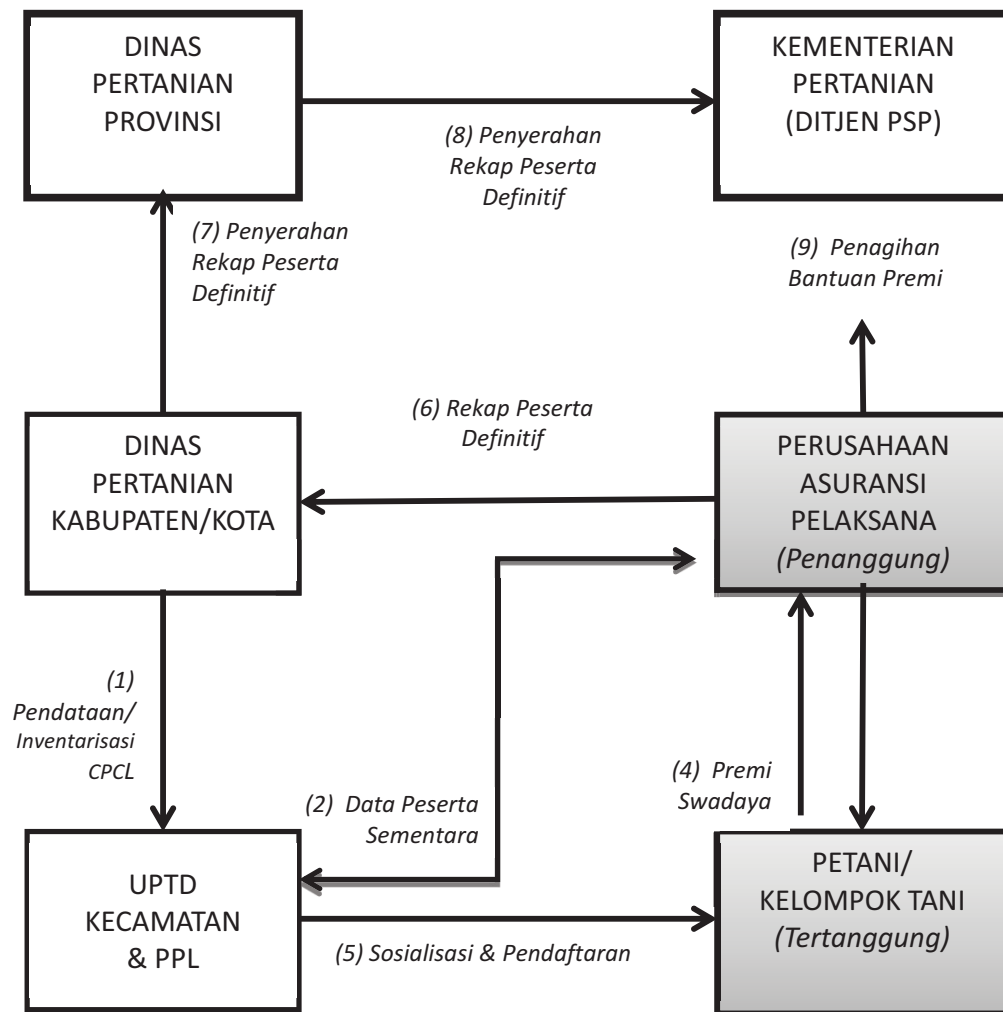 DINAS
PERTANIAN
PROVINSI
KEMENTERIAN
PERTANIAN
(DITJEN PSP)
(8) Penyerahan
Rekap Peserta
Definitif
(7) Penyerahan
Rekap Peserta
Definitif
(9) Penagihan
Bantuan Premi
(6) Rekap Peserta
Definitif
DINAS
PERTANIAN
KABUPATEN/KOTA
PERUSAHAAN
ASURANSI
PELAKSANA
(Penanggung)
(1)
Pendataan/
Inventarisasi
CPCL
(2) Data Peserta
Sementara
(4) Premi
Swadaya
UPTD
KECAMATAN
& PPL
(5) Sosialisasi & Pendaftaran
PETANI/
KELOMPOK TANI
(Tertanggung)